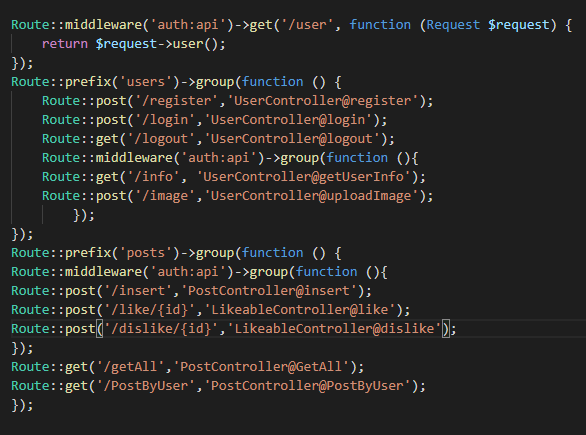 Route::middleware('auth:api')->get('/user', function (Request $request) {
    return $request->user();
});
Route::prefix('users')->group(function () {
    Route::post('/register','UserController@register');
    Route::post('/login','UserController@login');
    Route::get('/logout','UserController@logout');
    Route::middleware('auth:api')->group(function (){
    Route::get('/info', 'UserController@getUserInfo');
    Route::post('/image','UserController@uploadImage');
        });
});
Route::prefix('posts')->group(function () {
Route::middleware('auth:api')->group(function (){
Route::post('/insert','PostController@insert');
Route::post('/like/{id}','LikeableController@like');
Route::post('/dislike/{id}','LikeableController@dislike');
});
Route::get('/getAll','PostController@GetAll');
Route::get('/PostByUser','PostController@PostByUser');
});